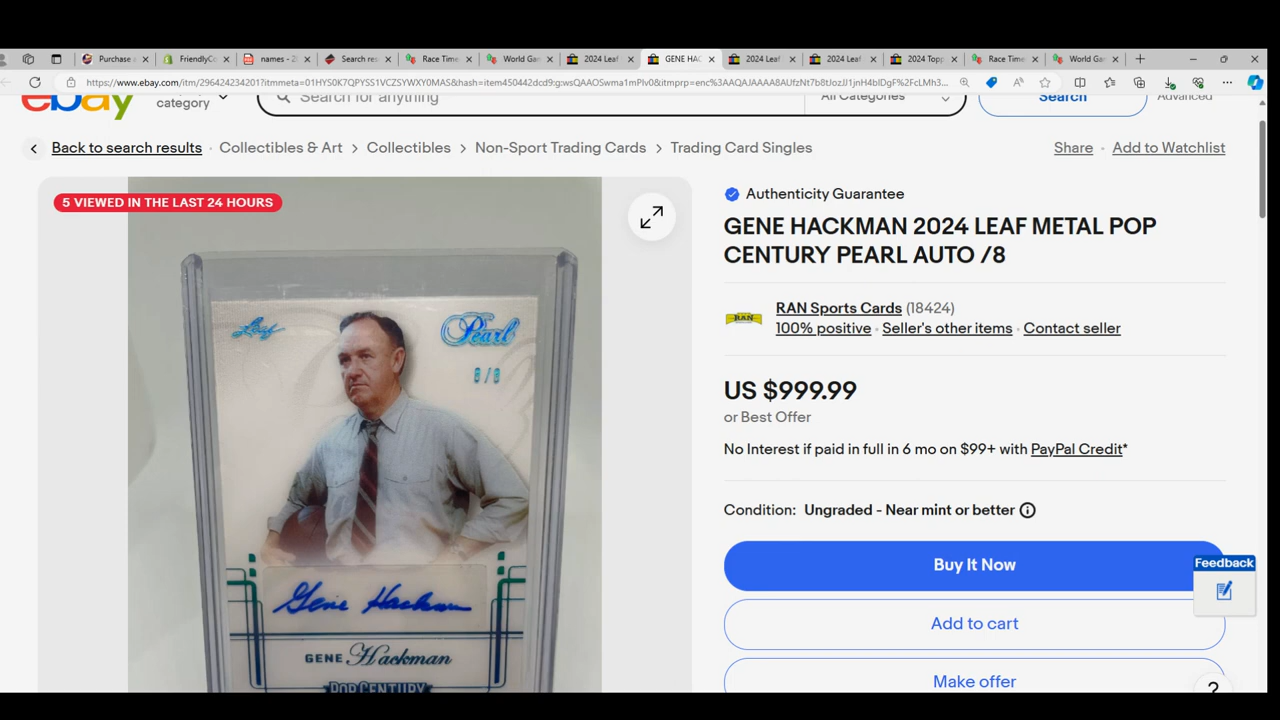 Purchase a
FriendlyCo
names - 2
Search res
Race Time
World Gan
2024 Leaf
GENE HAC
2024 Leaf
2024 Leaf
2024 Topp
Race Time
World Gan
ebay
category
Search for anything
All Categories
Search
Advanced
Back to search results
Collectibles & Art > Collectibles > Non-Sport Trading Cards > Trading Card Singles
Share
Add to Watchlist
5 VIEWED IN THE LAST 24 HOURS
Leaf
Pearl
8/8
Gene Hackman
GENE Hackman
POP CENTURY
Authenticity Guarantee
GENE HACKMAN 2024 LEAF METAL POP
CENTURY PEARL AUTO /8
RAN
RAN Sports Cards (18424)
100% positive · Seller's other items · Contact seller
US $999.99
or Best Offer
No Interest if paid in full in 6 mo on $99+ with PayPal Credit*
Condition: Ungraded - Near mint or better
Buy It Now
Add to cart
Make offer
Feedback
?